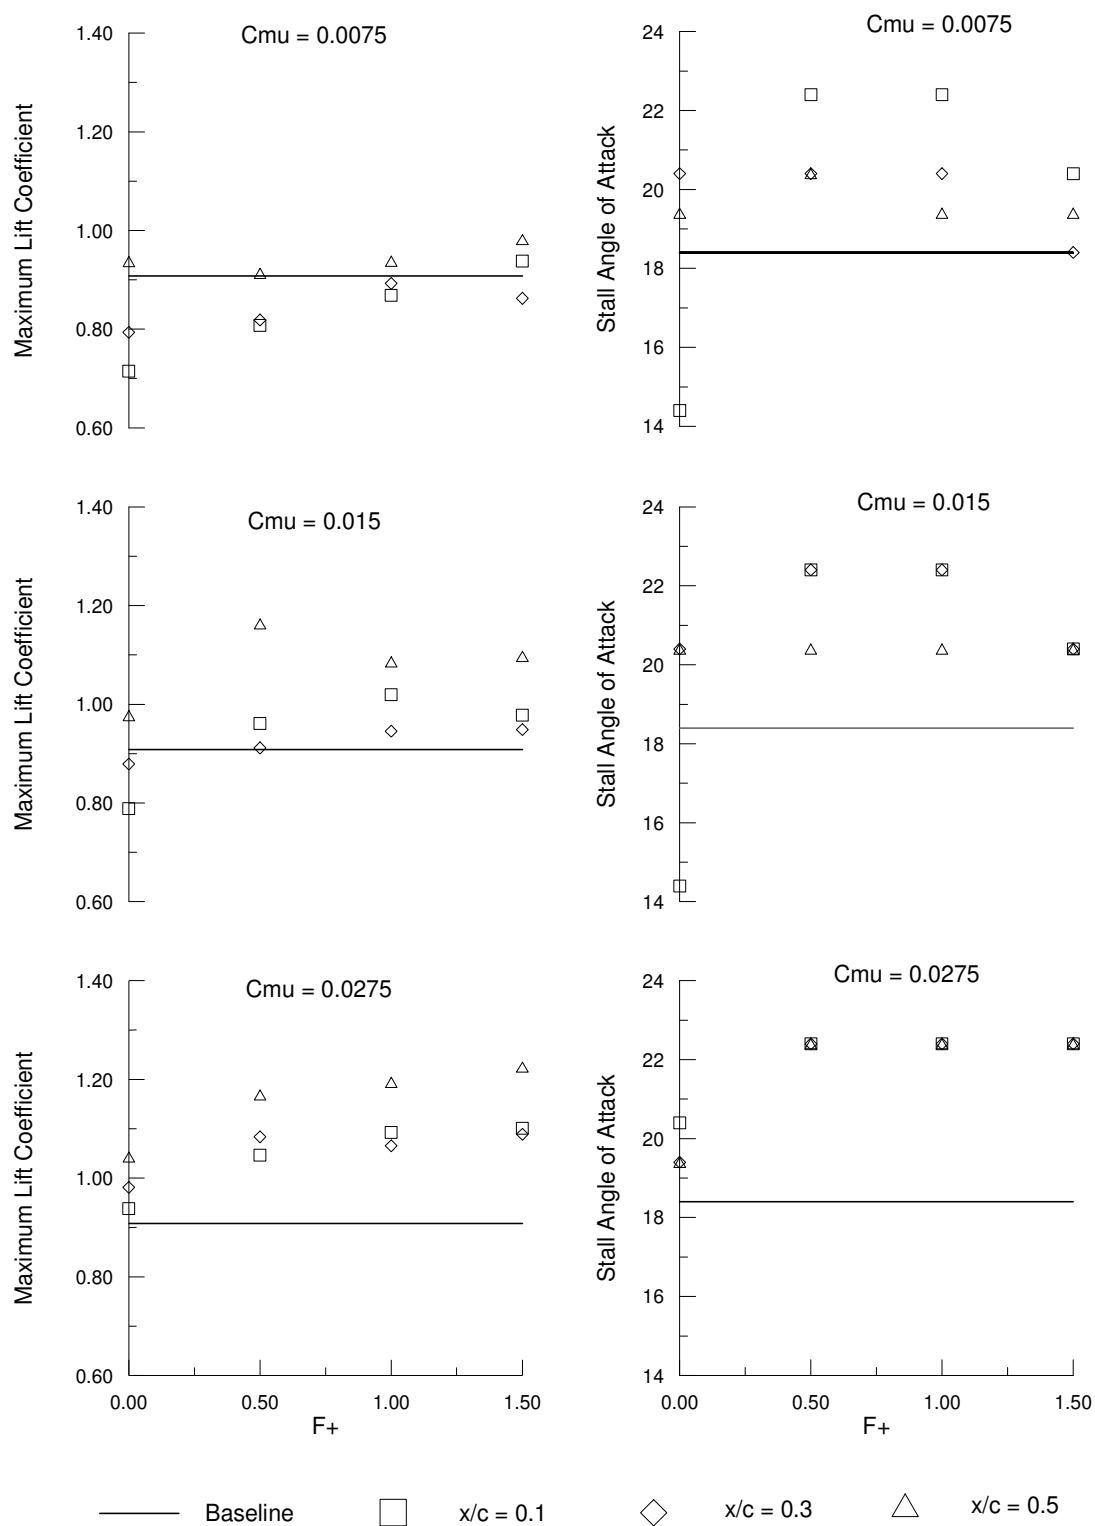 Cmu = 0.0075
Maximum Lift Coefficient
1.40
1.20
1.00
0.80
0.60
Cmu = 0.0075
Stall Angle of Attack
24
22
20
18
16
14
Cmu = 0.015
Maximum Lift Coefficient
1.40
1.20
1.00
0.80
0.60
Cmu = 0.015
Stall Angle of Attack
24
22
20
18
16
14
Cmu = 0.0275
Maximum Lift Coefficient
1.40
1.20
1.00
0.80
0.60
0.00 0.50 1.00 1.50
F+
Cmu = 0.0275
Stall Angle of Attack
24
22
20
18
16
14
0.00 0.50 1.00 1.50
F+
Baseline x/c = 0.1 x/c = 0.3 x/c = 0.5